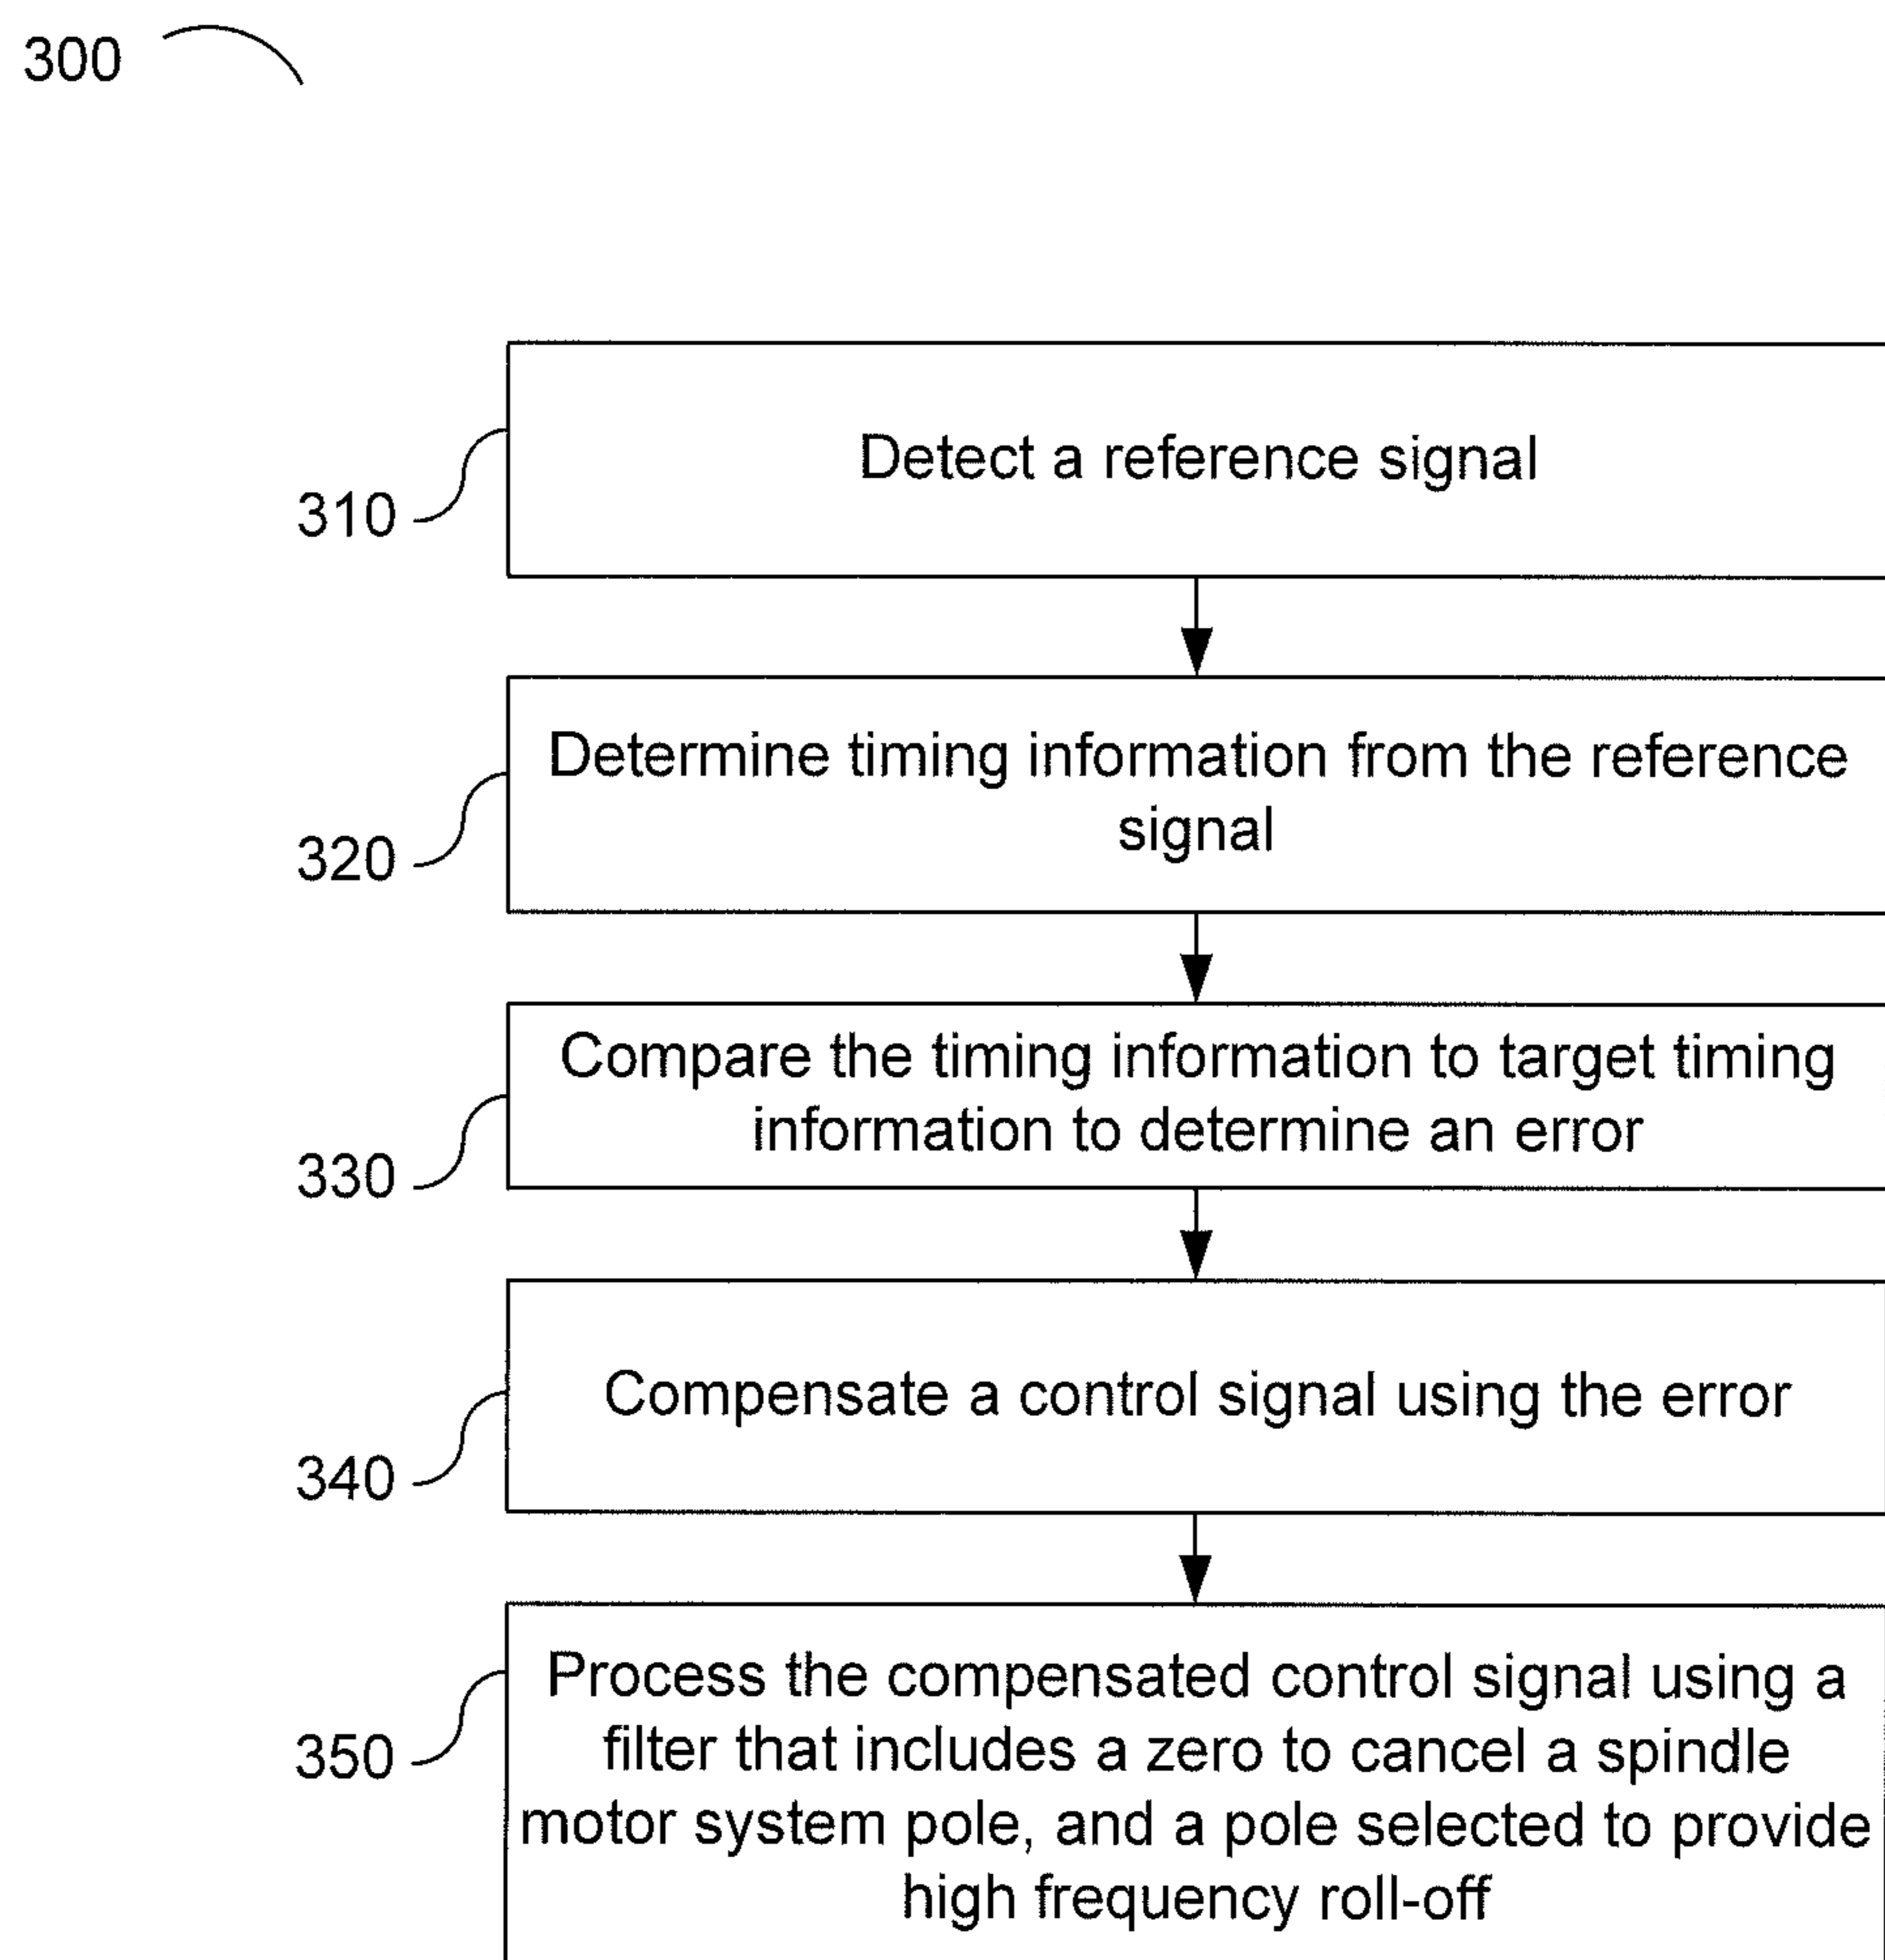 300
Detect a reference signal
310
Determine timing information from the reference
signal
320
Compare the timing information to target timing
information to determine an error
330
Compensate a control signal using the error
340
Process the compensated control signal using a
filter that includes a zero to cancel a spindle
motor system pole, and a pole selected to provide
high frequency roll-off
350